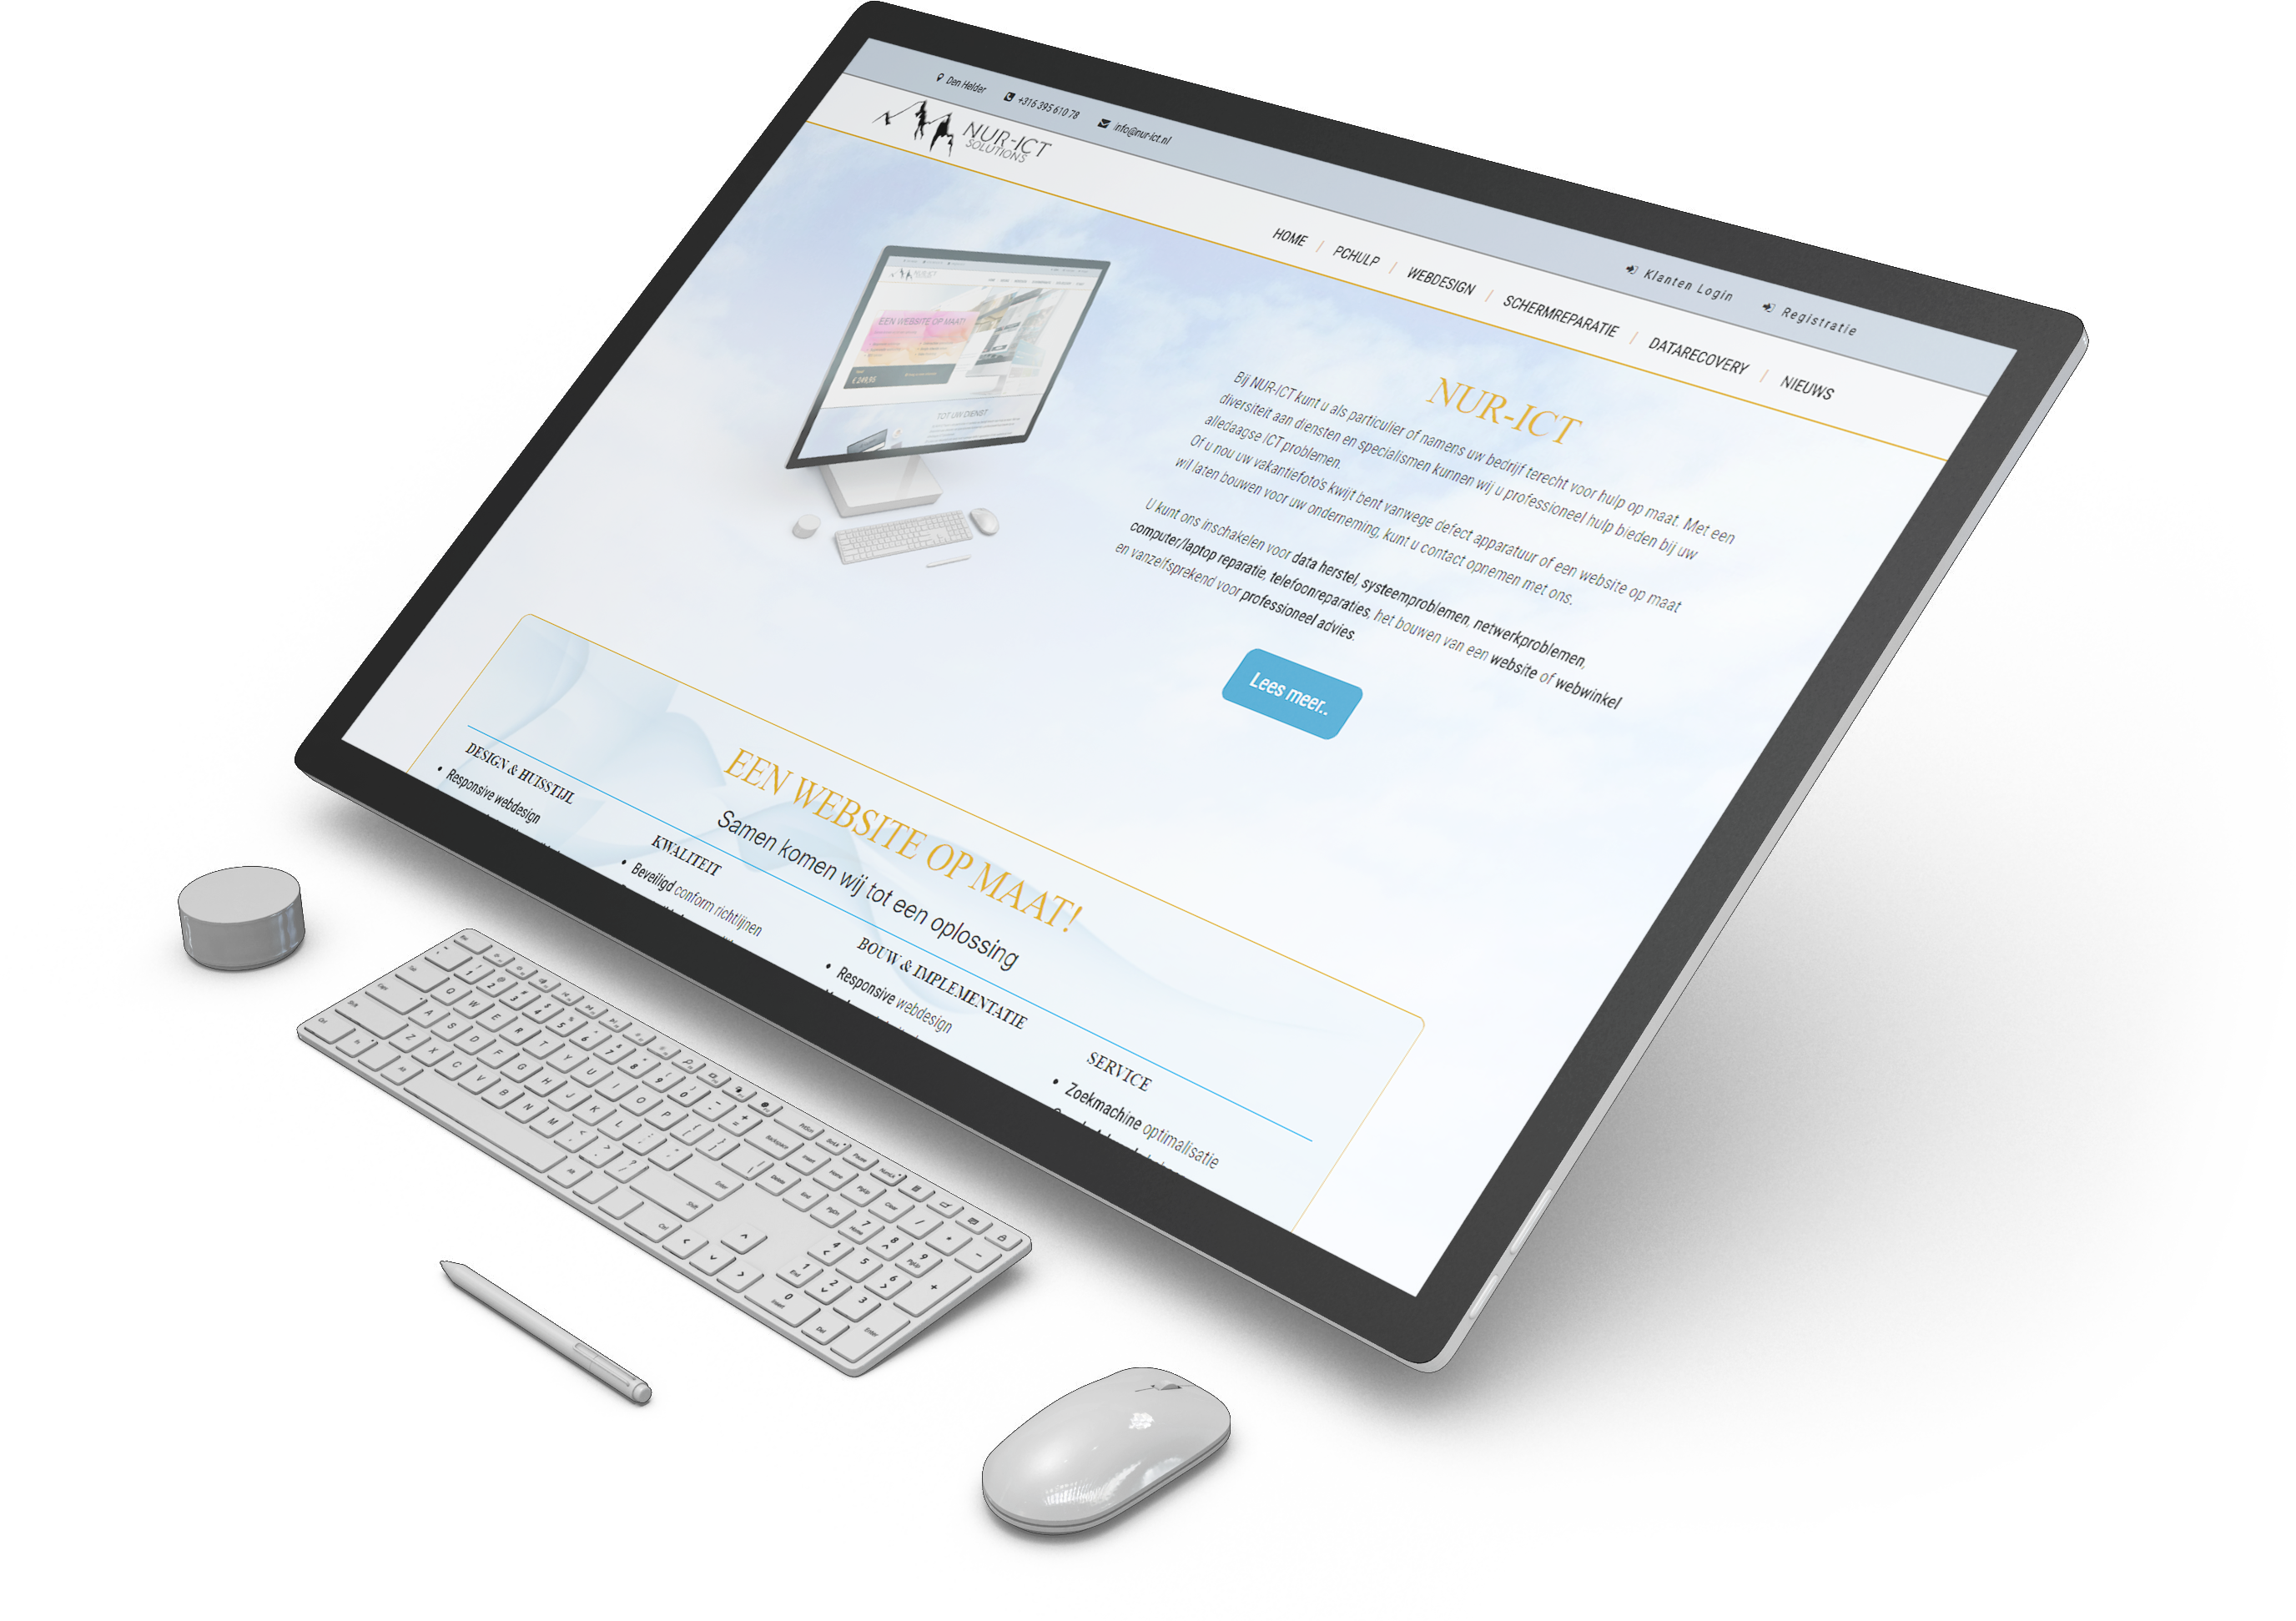 Den Helder
+316 395 610 78
info@nur-ict.nl
Klanten Login
Registratie
NUR-ICT
SOLUTIONS
HOME | PCHULP | WEBDESIGN | SCHERMREPARATIE | DATARECOVERY | NIEUWS
EEN WEBSITE OP MAAT!
€ 249,95
TOT UW DIENST
NUR-ICT
Bij NUR-ICT kunt u als particulier of namens uw bedrijf terecht voor hulp op maat. Met een
diversiteit aan diensten en specialismen kunnen wij u professioneel hulp bieden bij uw
alledaagse ICT problemen.
Of u nou uw vakantiefoto's kwijt bent vanwege defect apparatuur of een website op maat
wil laten bouwen voor uw onderneming, kunt u contact opnemen met ons.
U kunt ons inschakelen voor data herstel, systeemproblemen, netwerkproblemen,
computer/laptop reparatie, telefoonreparaties, het bouwen van een website of webwinkel
en vanzelfsprekend voor professioneel advies.
Lees meer..
EEN WEBSITE OP MAAT!
Samen komen wij tot een oplossing
DESIGN & HUISSTIJL
• Responsive webdesign
KWALITEIT
• Beveiligd conform richtlijnen
BOUW & IMPLEMENTATIE
• Responsive webdesign
SERVICE
• Zoekmachine optimalisatie